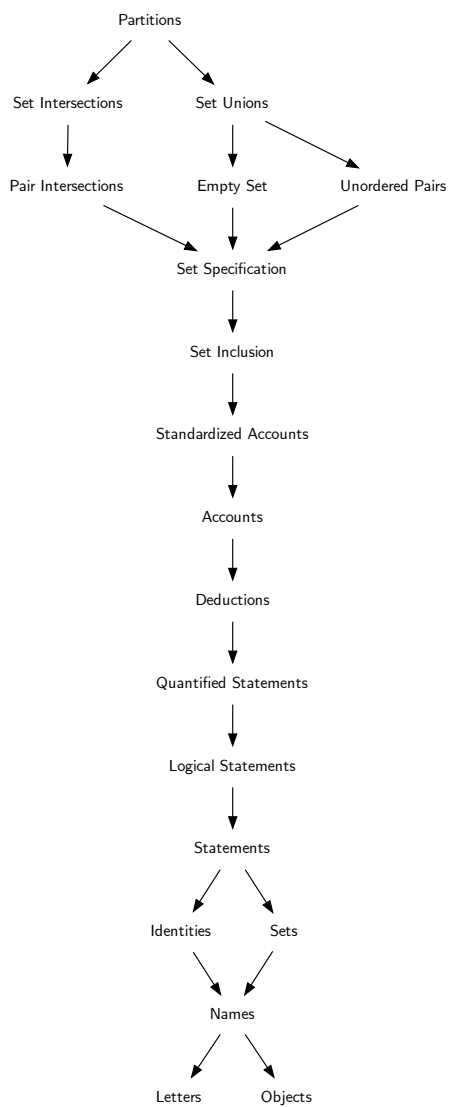 Partitions
Set Intersections
Set Unions
Pair Intersections
Empty Set
Unordered Pairs
Set Specification
Set Inclusion
Standardized Accounts
Accounts
Deductions
Quantified Statements
Logical Statements
Statements
Identities
Sets
Names
Letters
Objects